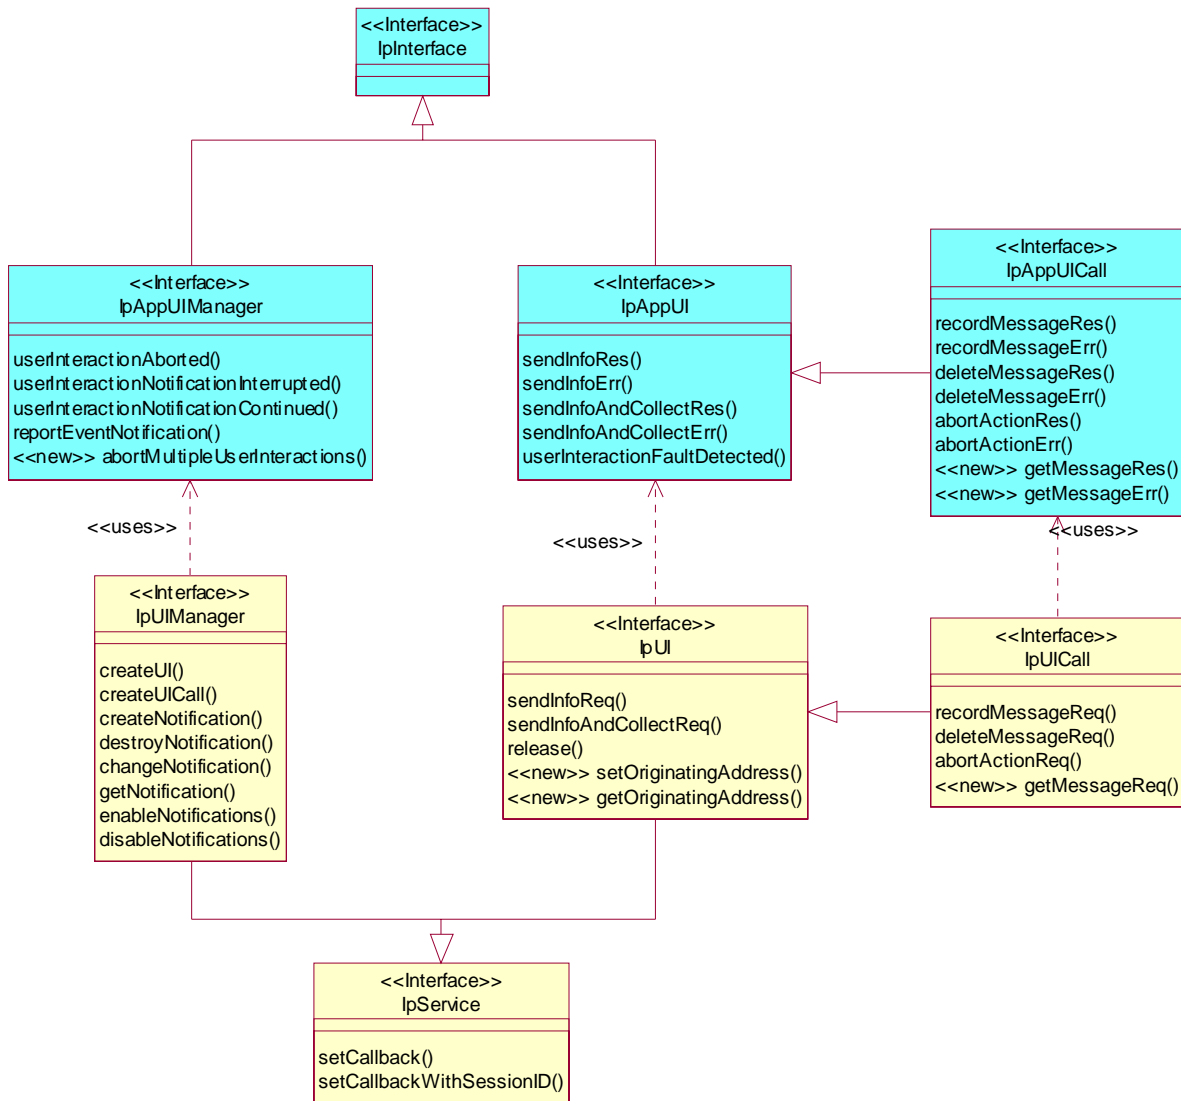 <<Interface>>
IpInterface
<<Interface>>
IpAppUIManager
userInteractionAborted()
userInteractionNotificationInterrupted()
userInteractionNotificationContinued()
reportEventNotification()
<<new>> abortMultipleUserInteractions()
<<Interface>>
IpAppUI
sendInfoRes()
sendInfoErr()
sendInfoAndCollectRes()
sendInfoAndCollectErr()
userInteractionFaultDetected()
<<Interface>>
IpAppUICall
recordMessageRes()
recordMessageErr()
deleteMessageRes()
deleteMessageErr()
abortActionRes()
abortActionErr()
<<new>> getMessageRes()
<<new>> getMessageErr()
<<uses>>
<<uses>>
<<uses>>
<<Interface>>
IpUIManager
createUI()
createUICall()
createNotification()
destroyNotification()
changeNotification()
getNotification()
enableNotifications()
disableNotifications()
<<Interface>>
IpUI
sendInfoReq()
sendInfoAndCollectReq()
release()
<<new>> setOriginatingAddress()
<<new>> getOriginatingAddress()
<<Interface>>
IpUICall
recordMessageReq()
deleteMessageReq()
abortActionReq()
<<new>> getMessageReq()
<<Interface>>
IpService
setCallback()
setCallbackWithSessionID()